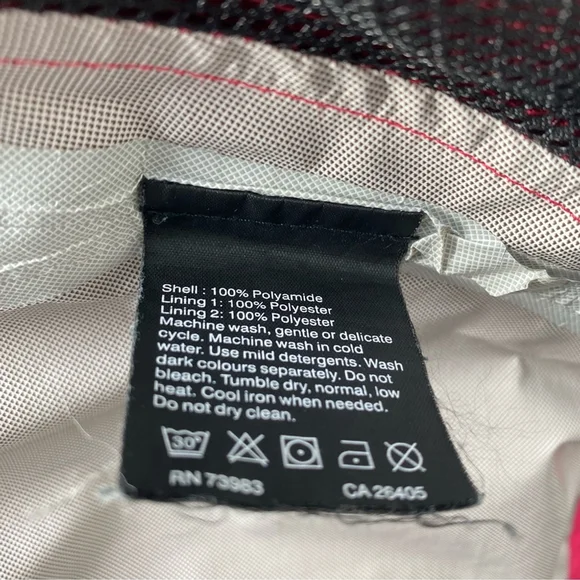 Shell : 100% Polyamide
Lining 1: 100% Polyester
Lining 2: 100% Polyester
Machine wash, gentle or delicate
cycle. Machine wash in cold
water. Use mild detergents. Wash
dark colours separately. Do not
bleach. Tumble dry, normal, low
heat. Cool iron when needed.
Do not dry clean.
30°
RN 73983 CA 26405